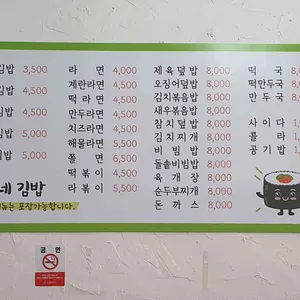 김밥 3,500
김밥 4,000
김밥 4,500
김밥 5,000
김밥 5,000
네 김밥
뉴는 포장가능합니다.
라면 4,000
계란라면 4,500
떡라면 4,500
만두라면 4,500
치즈라면 4,500
해물라면 5,500
쫄면 6,500
떡볶이 4,500
라볶이 5,500
제육덮밥 8,000
오징어덮밥 8,000
김치볶음밥 8,000
새우볶음밥 8,000
참치덮밥 8,000
김치찌개 8,000
비빔밥 8,000
돌솥비빔밥 8,000
육개장 8,000
순두부찌개 8,000
돈까스 8,000
떡국
떡만두국
만두국
사이다
콜라
공기밥
금연